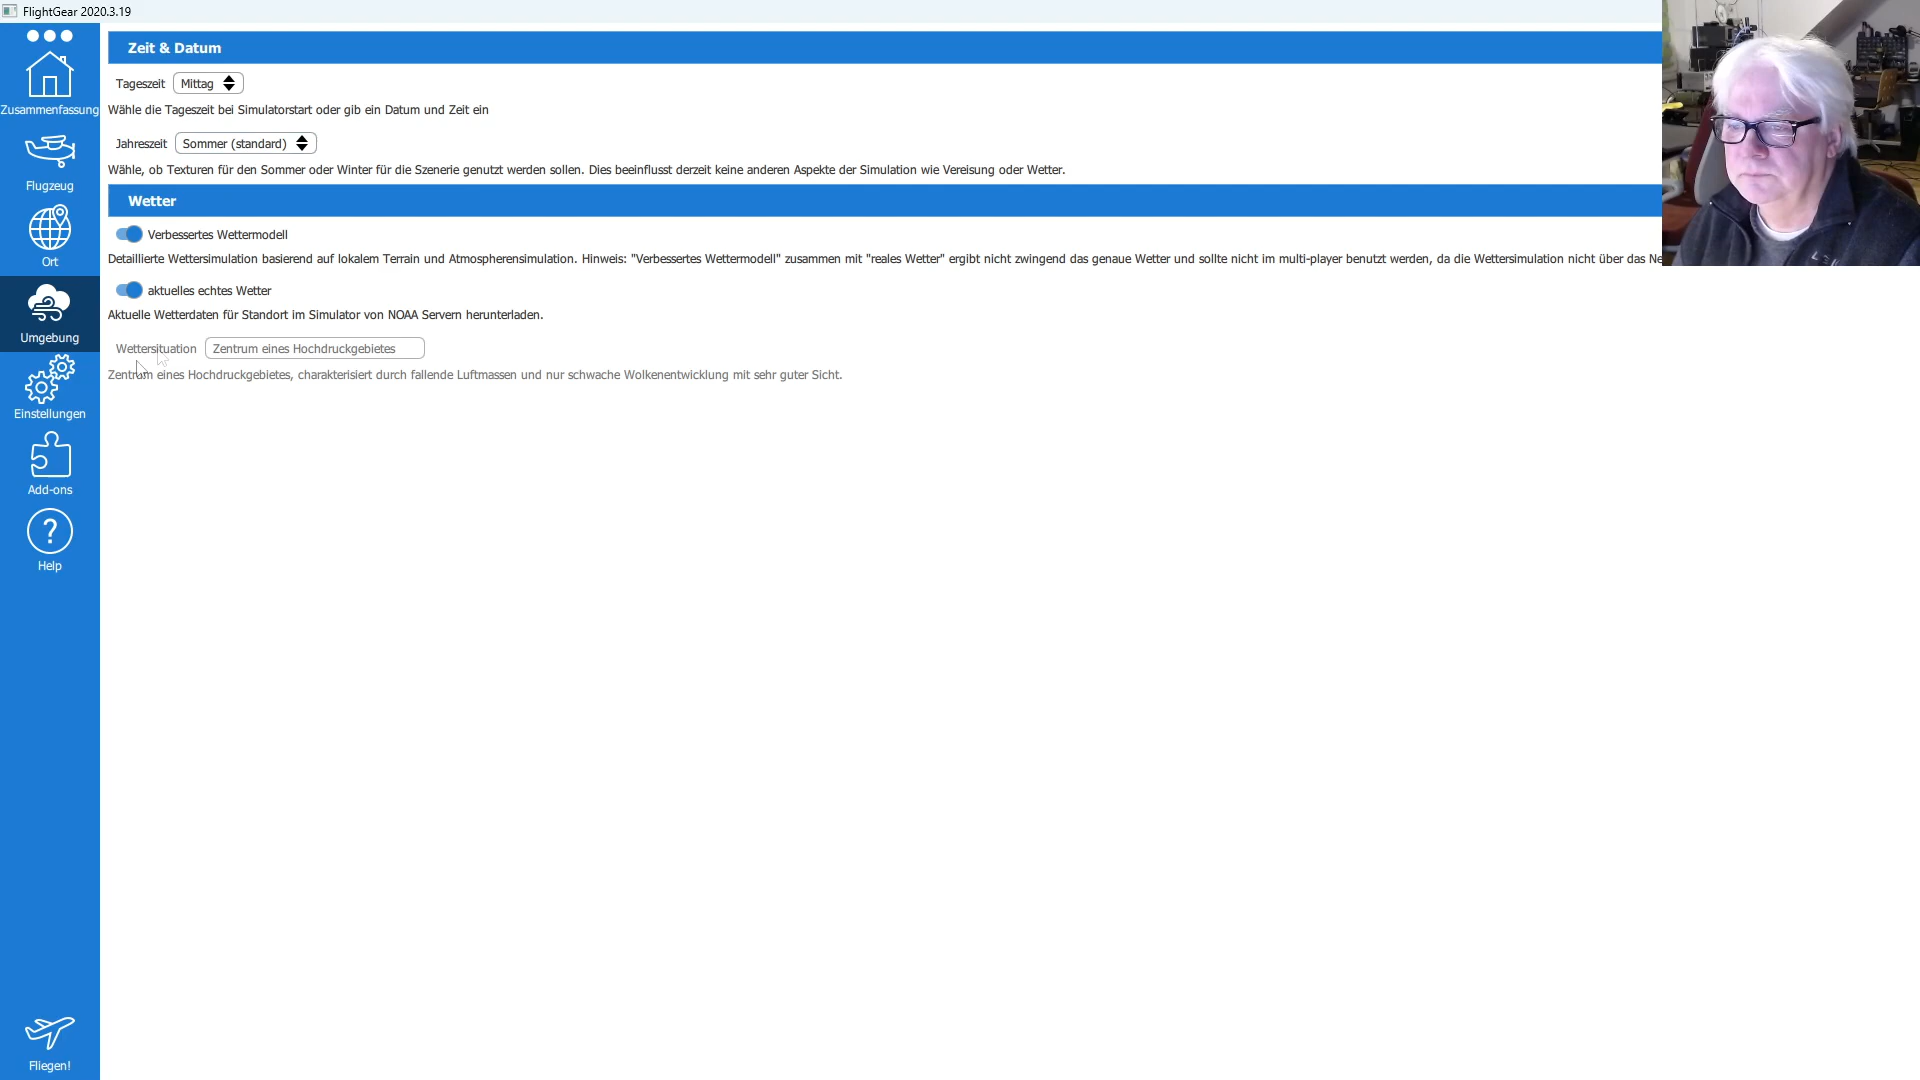 FlightGear 2020.3.19
Zusammenfassung
Flugzeug
Ort
Umgebung
Einstellungen
Add-ons
Help
Fliegen!
Zeit & Datum
Tageszeit Mittag
Wähle die Tageszeit bei Simulatorstart oder gib ein Datum und Zeit ein
Jahreszeit Sommer (standard)
Wähle, ob Texturen für den Sommer oder Winter für die Szenerie genutzt werden sollen. Dies beeinflusst derzeit keine anderen Aspekte der Simulation wie Vereisung oder Wetter.
Wetter
Verbessertes Wettermodell
Detaillierte Wettersimulation basierend auf lokalem Terrain und Atmospherensimulation. Hinweis: "Verbessertes Wettermodell" zusammen mit "reales Wetter" ergibt nicht zwingend das genaue Wetter und sollte nicht im multi-player benutzt werden, da die Wettersimulation nicht über das Ne
aktuelles echtes Wetter
Aktuelle Wetterdaten für Standort im Simulator von NOAA Servern herunterladen.
Wettersituation Zentrum eines Hochdruckgebietes
Zentrum eines Hochdruckgebietes, charakterisiert durch fallende Luftmassen und nur schwache Wolkenentwicklung mit sehr guter Sicht.